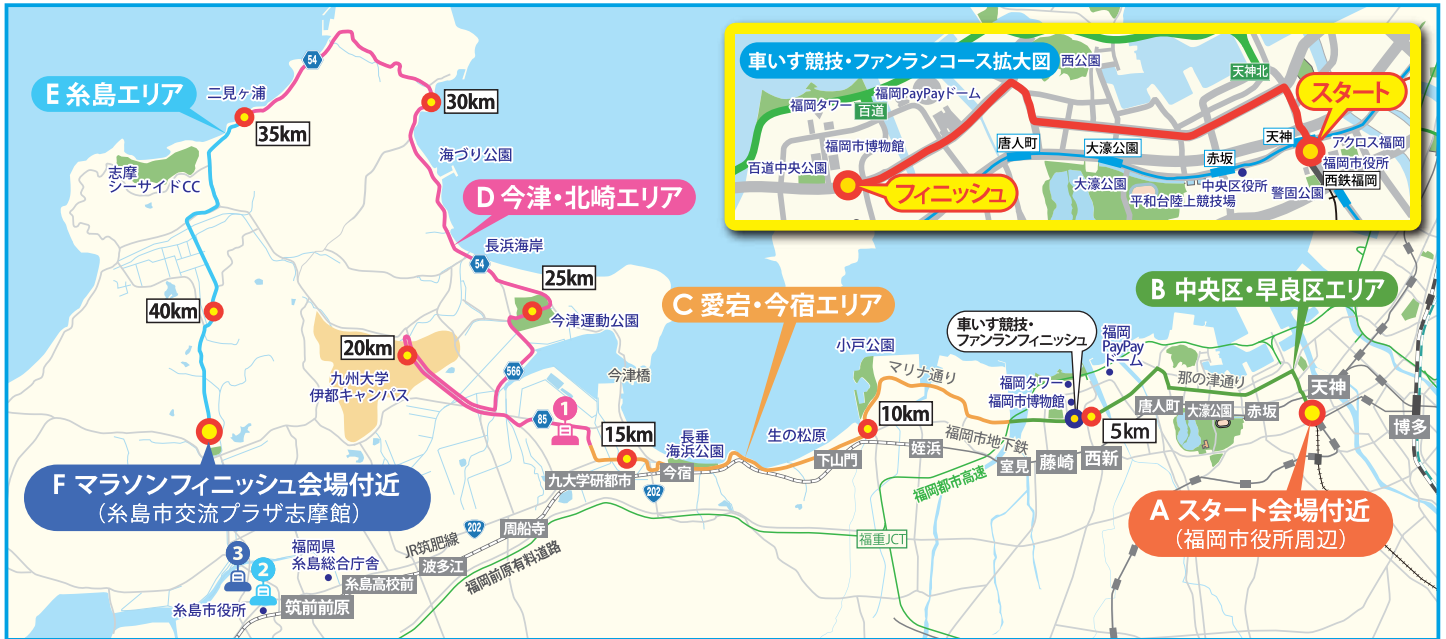 車いす競技・ファンランコース拡大図
西公園
天神北
スタート
福岡タワー
福岡PayPayドーム
百道
福岡市博物館
唐人町
大濠公園
赤坂
天神
アクロス福岡
福岡市役所
西鉄福岡
百道中央公園
フィニッシュ
大濠公園
平和台陸上競技場
中央区役所
警固公園
54
30km
E 糸島エリア
二見ヶ浦
35km
海づり公園
志摩
シーサイドCC
D 今津・北崎エリア
長浜海岸
54
25km
今津運動公園
C 愛宕・今宿エリア
B 中央区・早良区エリア
40km
20km
九州大学
伊都キャンパス
566
今津橋
小戸公園
マリナ通り
車いす競技・
ファンランフィニッシュ
福岡
PayPay
ドーム
福岡タワー
福岡市博物館
那の津通り
天神
唐人町
大濠公園
赤坂
博多
85
1
15km
長垂
海浜公園
生の松原
10km
5km
福岡市地下鉄
姪浜
下山門
室見
藤崎
西新
今宿
九大学研都市
202
福岡都市高速
F マラソンフィニッシュ会場付近
(糸島市交流プラザ志摩館)
A スタート会場付近
(福岡市役所周辺)
202
周船寺
JR筑肥線
福重JCT
福岡前原有料道路
波多江
福岡県
糸島総合庁舎
糸島高校前
3
2
糸島市役所
筑前前原